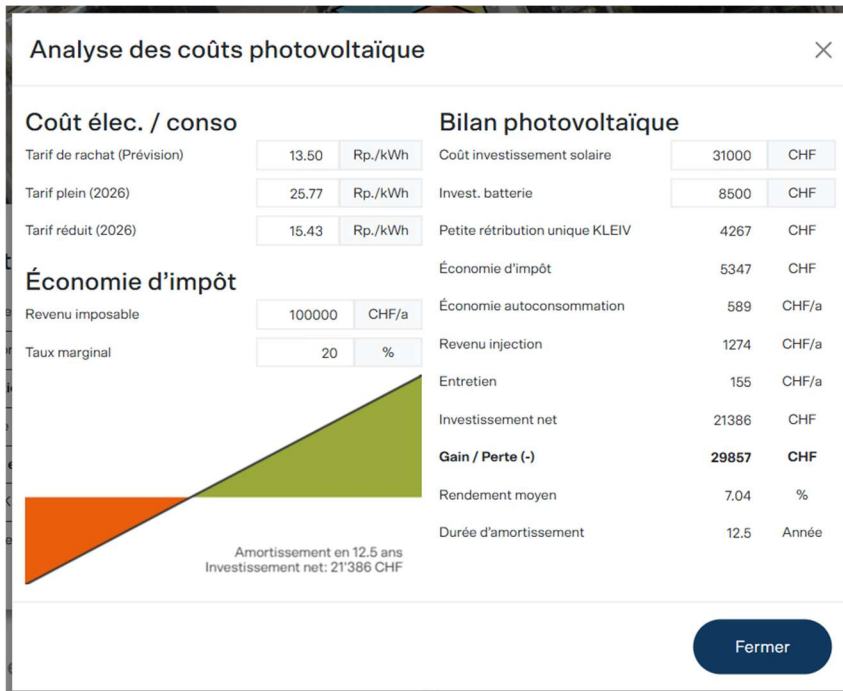 Analyse des coûts photovoltaïque
Coût élec. / conso
Tarif de rachat (Prévision) 13.50 Rp./kWh
Tarif plein (2026) 25.77 Rp./kWh
Tarif réduit (2026) 15.43 Rp./kWh
Économie d'impôt
Revenu imposable 100000 CHF/a
Taux marginal 20 %
Amortissement en 12.5 ans
Investissement net: 21'386 CHF
Bilan photovoltaïque
Coût investissement solaire 31000 CHF
Invest. batterie 8500 CHF
Petite rétribution unique KLEIV 4267 CHF
Économie d'impôt 5347 CHF
Économie autoconsommation 589 CHF/a
Revenu injection 1274 CHF/a
Entretien 155 CHF/a
Investissement net 21386 CHF
Gain / Perte (-) 29857 CHF
Rendement moyen 7.04 %
Durée d'amortissement 12.5 Année
Fermer